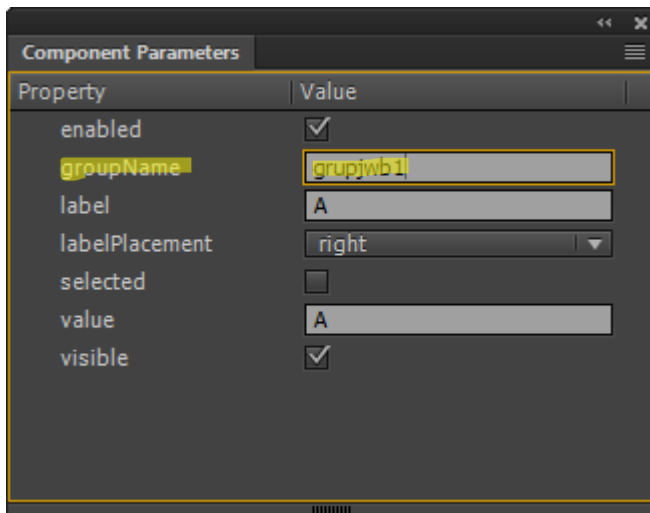 Component Parameters
Property Value
enabled
groupName grupjwb1
label A
labelPlacement right
selected
value A
visible